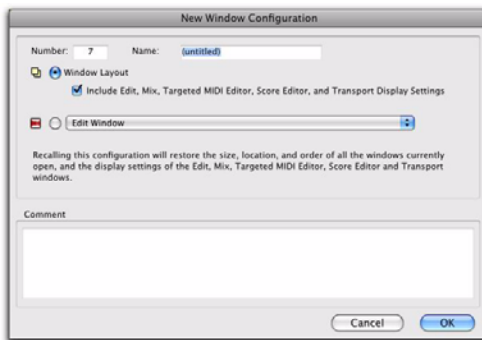 New Window Configuration
Number: 7 Name: (untitled)
Window Layout
Include Edit, Mix, Targeted MIDI Editor, Score Editor, and Transport Display Settings
Edit Window
Recalling this configuration will restore the size, location, and order of all the windows currently
open, and the display settings of the Edit, Mix, Targeted MIDI Editor, Score Editor and Transport
windows.
Comment
Cancel OK